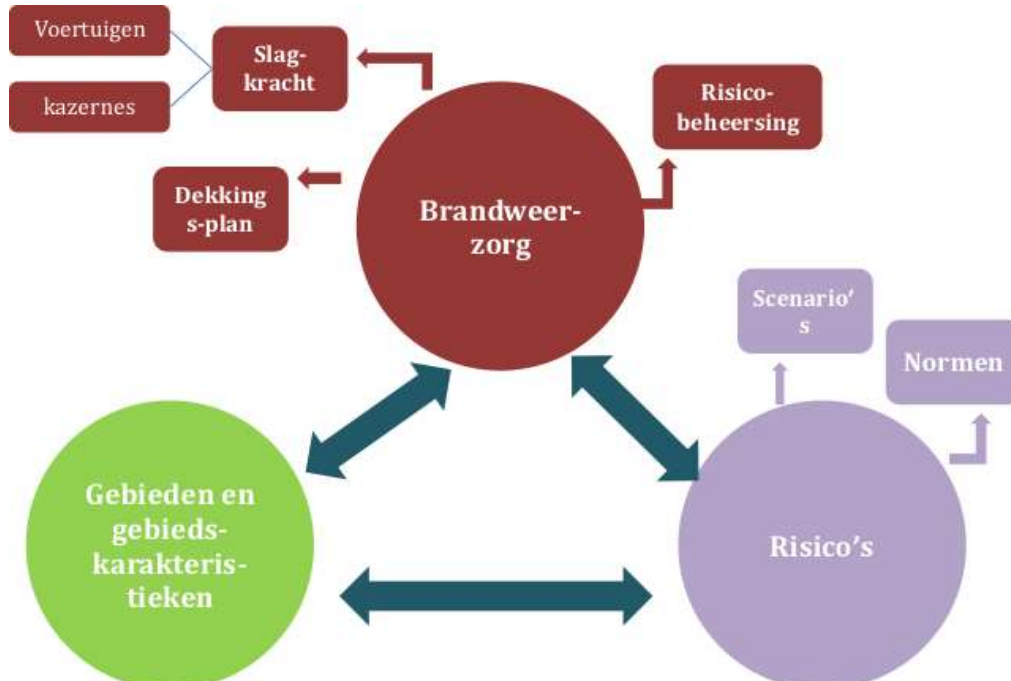 Voertuigen
kazernes
Slag-
kracht
Dekking
s-plan
Risico-
beheersing
Brandweer-
zorg
Scenario’
s
Normen
Gebieden en
gebieds-
karakteris-
tieken
Risico’s